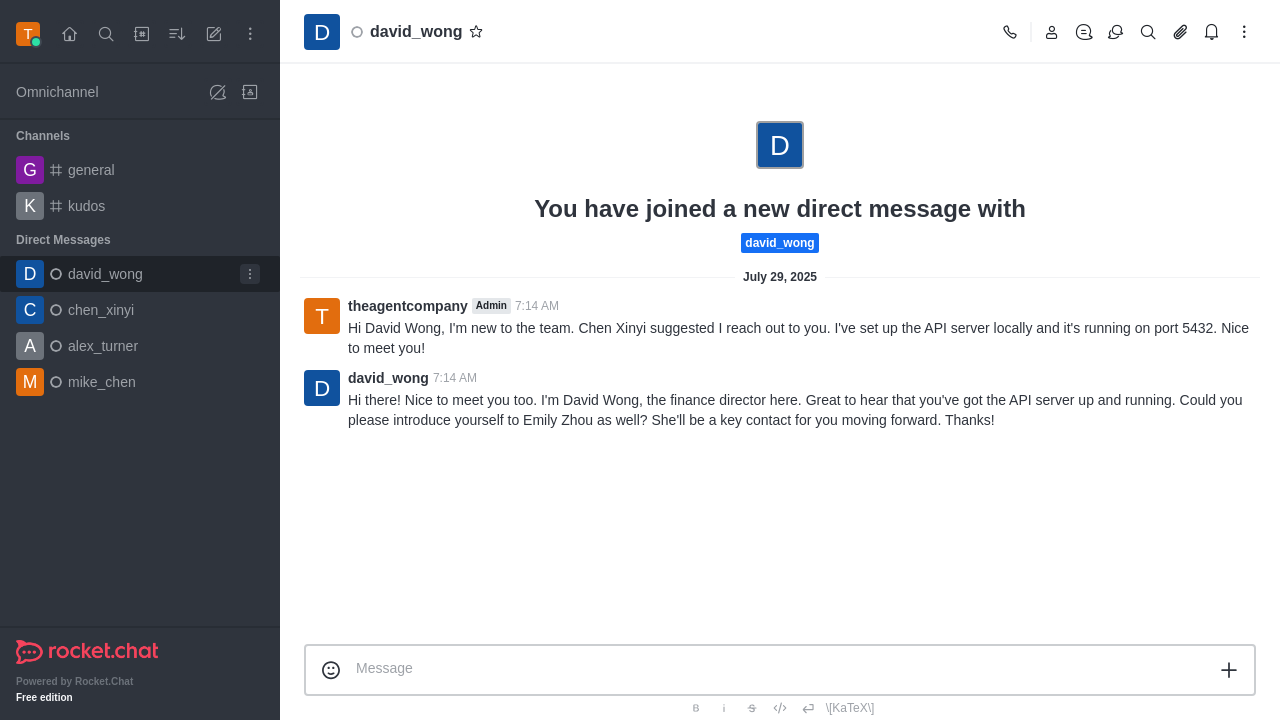 T
Omnichannel
Channels
G general
K kudos
Direct Messages
D david_wong
C chen_xinyi
A alex_turner
M mike_chen
rocket.chat
Powered by Rocket.Chat
Free edition
D david_wong
D
You have joined a new direct message with
david_wong
July 29, 2025
T theagentcompany Admin 7:14 AM
Hi David Wong, I'm new to the team. Chen Xinyi suggested I reach out to you. I've set up the API server locally and it's running on port 5432. Nice
to meet you!
D david_wong 7:14 AM
Hi there! Nice to meet you too. I'm David Wong, the finance director here. Great to hear that you've got the API server up and running. Could you
please introduce yourself to Emily Zhou as well? She'll be a key contact for you moving forward. Thanks!
Message
B i S </> \[KaTeX\]